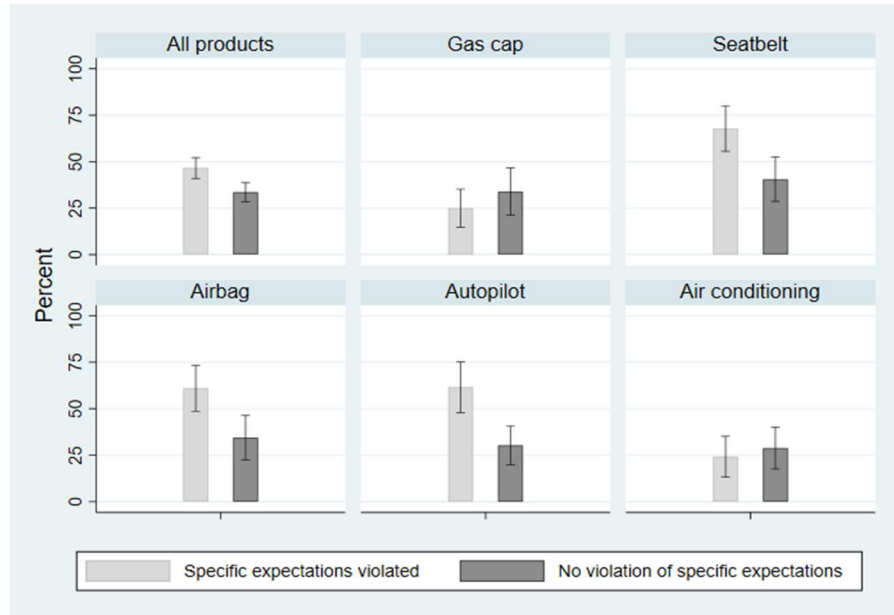 All products Gas cap Seatbelt
100
75
50
25
0
Percent
Airbag Autopilot Air conditioning
100
75
50
25
0
Specific expectations violated No violation of specific expectations